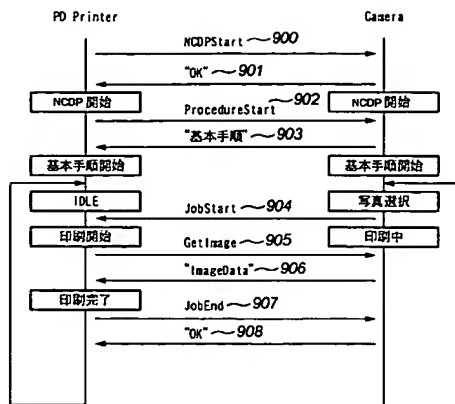 PD Printer Camera
NCDPStart 900
"OK" 901
NCDP 開始 NCDP 開始
ProcedureStart 902
"基本手順" 903
基本手順開始 基本手順開始
IDLE 写真選択
JobStart 904
印刷開始 印刷中
GetImage 905
"ImageData" 906
印刷完了
JobEnd 907
"OK" 908